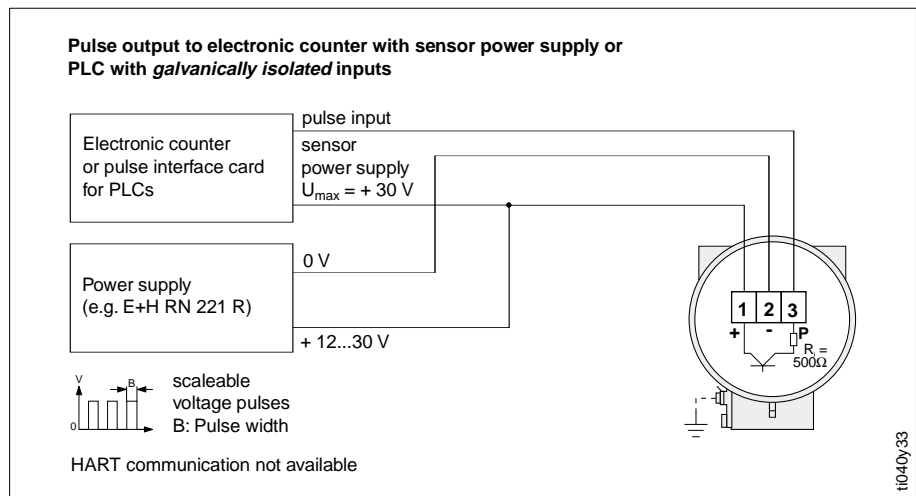 Pulse output to electronic counter with sensor power supply or
PLC with galvanically isolated inputs
pulse input
Electronic counter
or pulse interface card
for PLCs
sensor
power supply
Umax = + 30 V
0 V
Power supply
(e.g. E+H RN 221 R)
+ 12...30 V
1 2 3
+ - P
Ri =
500Ω
V
B
0
scaleable
voltage pulses
B: Pulse width
HART communication not available
ti040y33